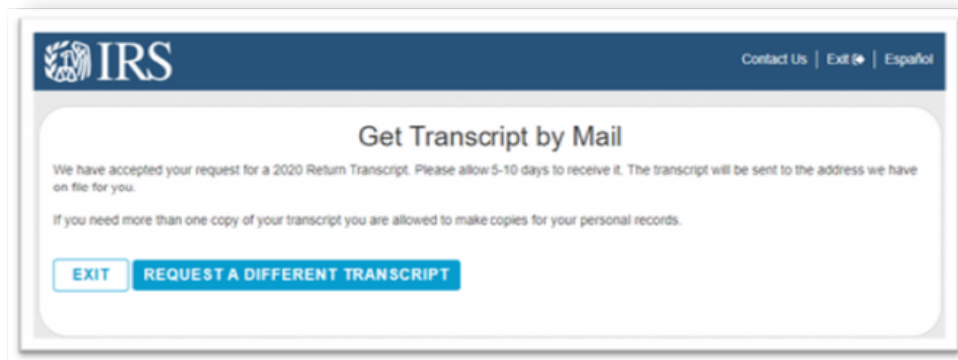 IRS
Contact Us | Exit | Español
Get Transcript by Mail
We have accepted your request for a 2020 Return Transcript. Please allow 5-10 days to receive it. The transcript will be sent to the address we have
on file for you.
If you need more than one copy of your transcript you are allowed to make copies for your personal records.
EXIT
REQUEST A DIFFERENT TRANSCRIPT